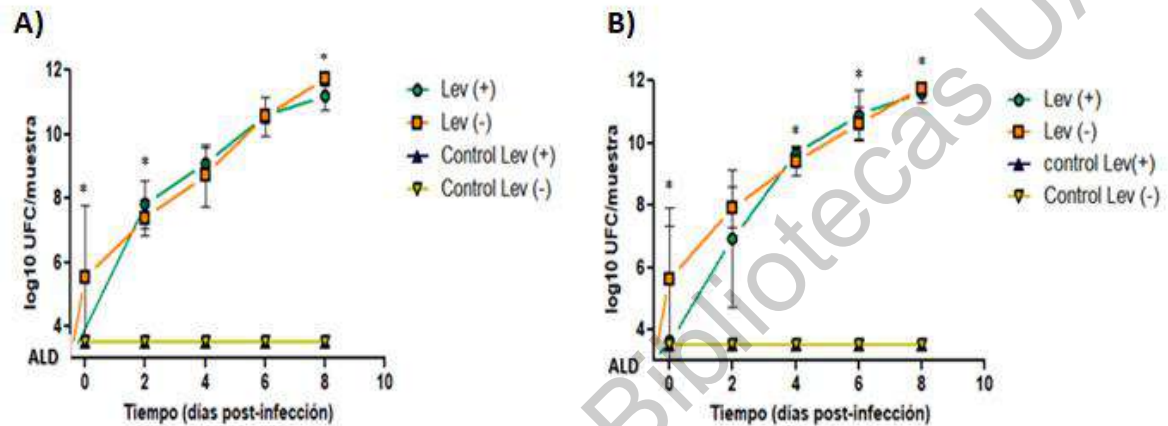 A)
12
10
8
6
4
ALD
log10 UFC/muestra
*
*
*
0 2 4 6 8 10
Tiempo (días post-infección)
Lev (+)
Lev (-)
Control Lev (+)
Control Lev (-)
B)
12
10
8
6
4
ALD
log10 UFC/muestra
*
*
*
*
0 2 4 6 8 10
Tiempo (días post-infección)
Lev (+)
Lev (-)
control Lev(+)
Control Lev (-)
Bibliotecas